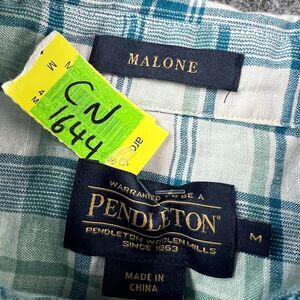 MALONE
CN
1644
M
WARRANTED TO BE A
PENDLETON®
PENDLETON WOOLEN MILLS
SINCE 1863
M
MADE IN
CHINA